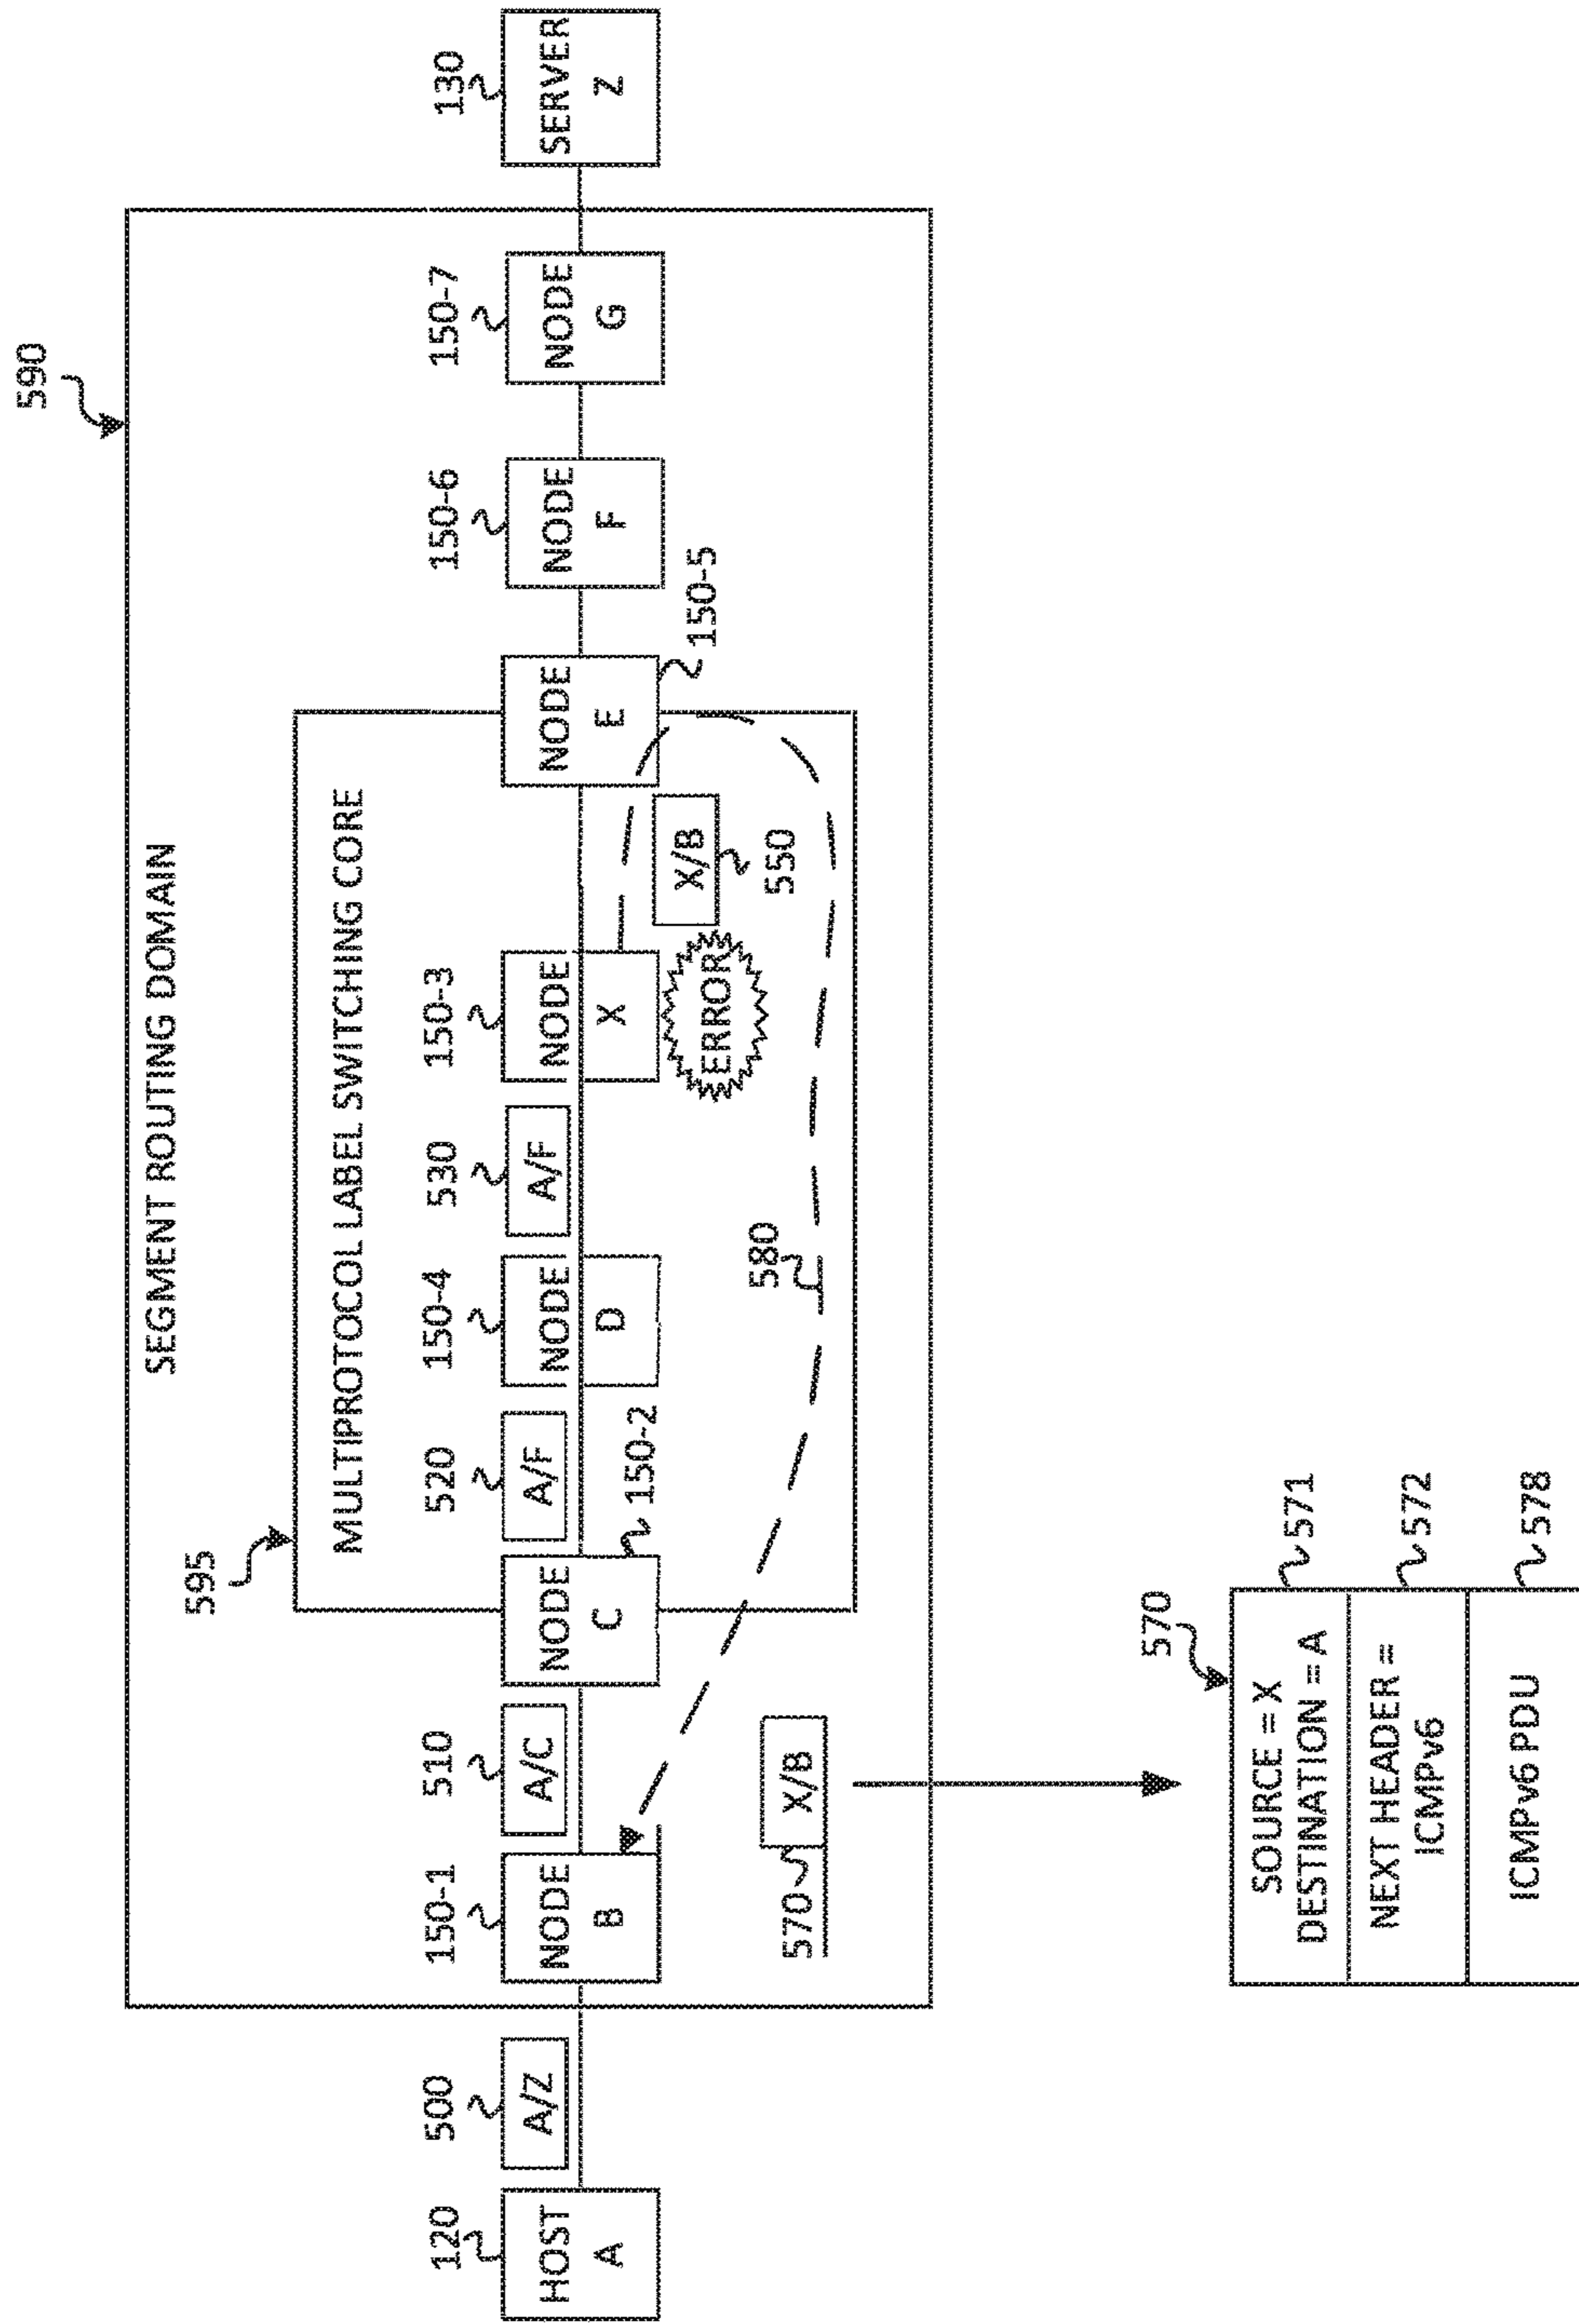 590
SEGMENT ROUTING DOMAIN
595
MULTIPROTOCOL LABEL SWITCHING CORE
120
HOST
A
500
A/Z
150-1
NODE
B
510
A/C
NODE
C
150-2
520
A/F
150-4
NODE
D
530
A/F
150-3
NODE
X
ERROR
X/B
550
NODE
E
150-5
150-6
NODE
F
150-7
NODE
G
130
SERVER
Z
580
570
X/B
570
SOURCE = X
DESTINATION = A
571
NEXT HEADER =
ICMPv6
572
ICMPv6 PDU
578